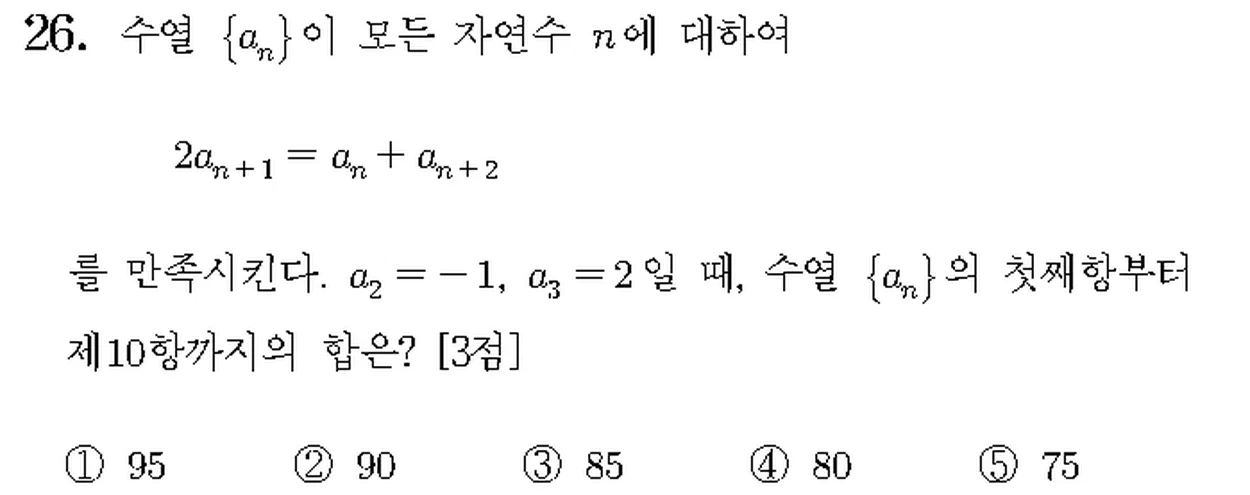 26. 수열 {aₙ}이 모든 자연수 n에 대하여
2aₙ₊₁ = aₙ + aₙ₊₂
를 만족시킨다. a₂ = −1, a₃ = 2일 때, 수열 {aₙ}의 첫째항부터
제10항까지의 합은? [3점]
① 95 ② 90 ③ 85 ④ 80 ⑤ 75